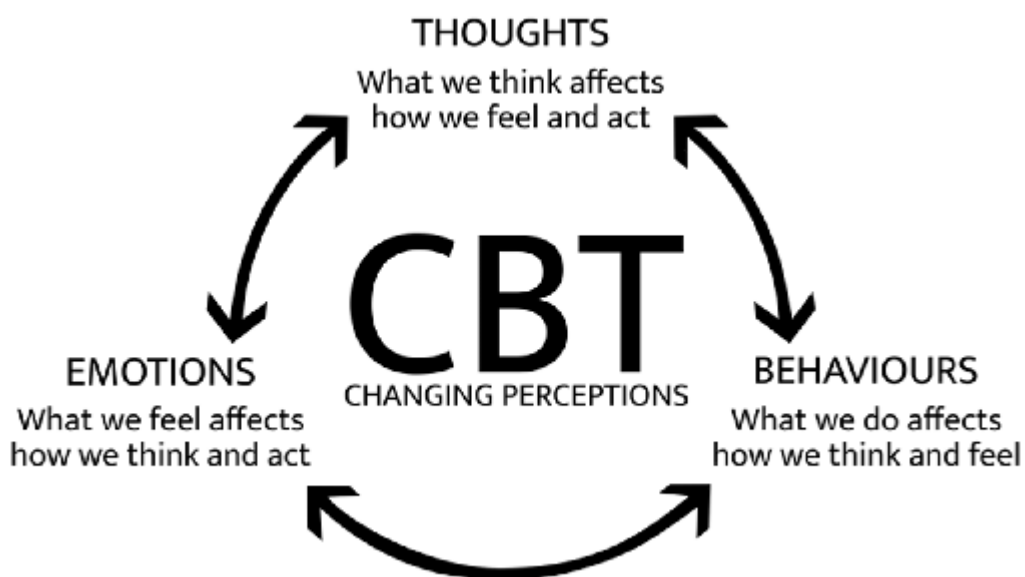 THOUGHTS
What we think affects
how we feel and act
CBT
CHANGING PERCEPTIONS
EMOTIONS
What we feel affects
how we think and act
BEHAVIOURS
What we do affects
how we think and feel